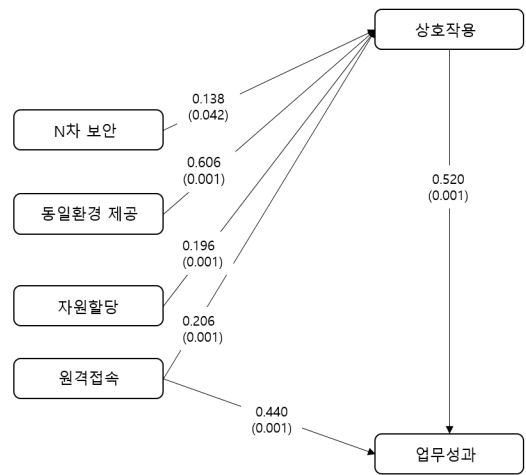 상호작용
0.138
(0.042)
N차 보안
0.606
(0.001)
0.520
(0.001)
동일환경 제공
0.196
(0.001)
자원할당
0.206
(0.001)
원격접속
0.440
(0.001)
업무성과